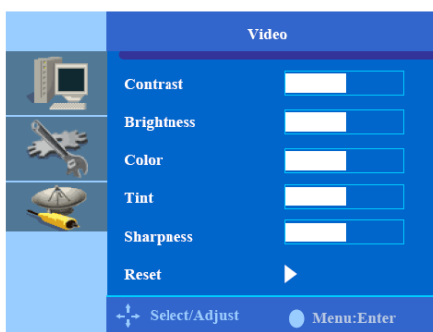 Video
Contrast
Brightness
Color
Tint
Sharpness
Reset
Select/Adjust
Menu:Enter